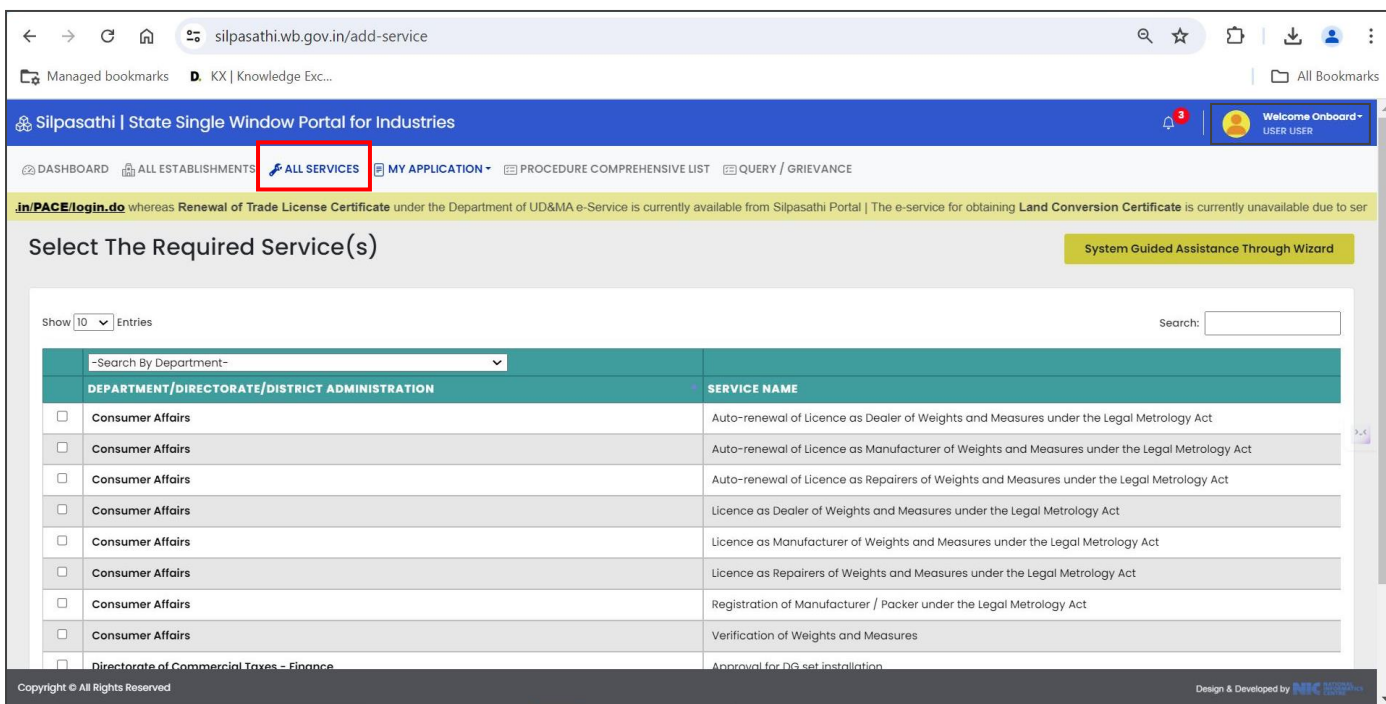 silpasathi.wb.gov.in/add-service
Managed bookmarks D. KX | Knowledge Exc... All Bookmarks
Silpasathi | State Single Window Portal for Industries 3 Welcome Onboard
USER USER
DASHBOARD ALL ESTABLISHMENTS ALL SERVICES MY APPLICATION PROCEDURE COMPREHENSIVE LIST QUERY / GRIEVANCE
.in/PACE/login.do whereas Renewal of Trade License Certificate under the Department of UD&MA e-Service is currently available from Silpasathi Portal | The e-service for obtaining Land Conversion Certificate is currently unavailable due to ser
Select The Required Service(s) System Guided Assistance Through Wizard
Show 10 Entries Search:
-Search By Department-
DEPARTMENT/DIRECTORATE/DISTRICT ADMINISTRATION SERVICE NAME
Consumer Affairs Auto-renewal of Licence as Dealer of Weights and Measures under the Legal Metrology Act
Consumer Affairs Auto-renewal of Licence as Manufacturer of Weights and Measures under the Legal Metrology Act
Consumer Affairs Auto-renewal of Licence as Repairers of Weights and Measures under the Legal Metrology Act
Consumer Affairs Licence as Dealer of Weights and Measures under the Legal Metrology Act
Consumer Affairs Licence as Manufacturer of Weights and Measures under the Legal Metrology Act
Consumer Affairs Licence as Repairers of Weights and Measures under the Legal Metrology Act
Consumer Affairs Registration of Manufacturer / Packer under the Legal Metrology Act
Consumer Affairs Verification of Weights and Measures
Directorate of Commercial Taxes - Finance Approval for DG set installation
Copyright © All Rights Reserved Design & Developed by NIC